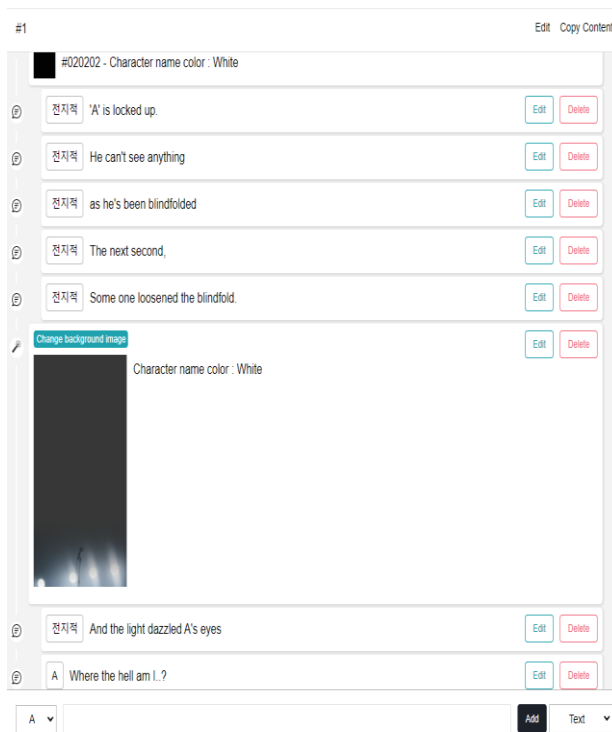 #1 Edit Copy Content
#020202 - Character name color : White
전지적 'A' is locked up. Edit Delete
전지적 He can't see anything Edit Delete
전지적 as he's been blindfolded Edit Delete
전지적 The next second, Edit Delete
전지적 Some one loosened the blindfold. Edit Delete
Change background image Edit Delete
Character name color : White
전지적 And the light dazzled A's eyes Edit Delete
A Where the hell am I..? Edit Delete
A Add Text